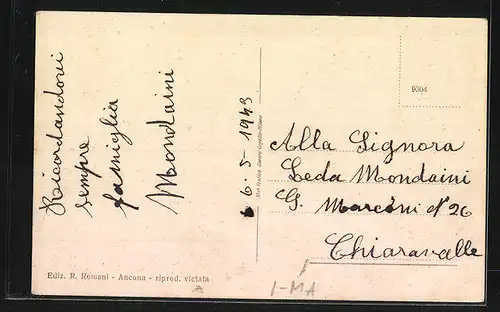 Ricordandovi
sempre
famiglia
Mondaini
6-5-1943
9304
Alla Signora
Leda Mondaini
G. Marconi N° 26
Chiaravalle
Ediz. R. Romani - Ancona - riprod. vietata
I-MA